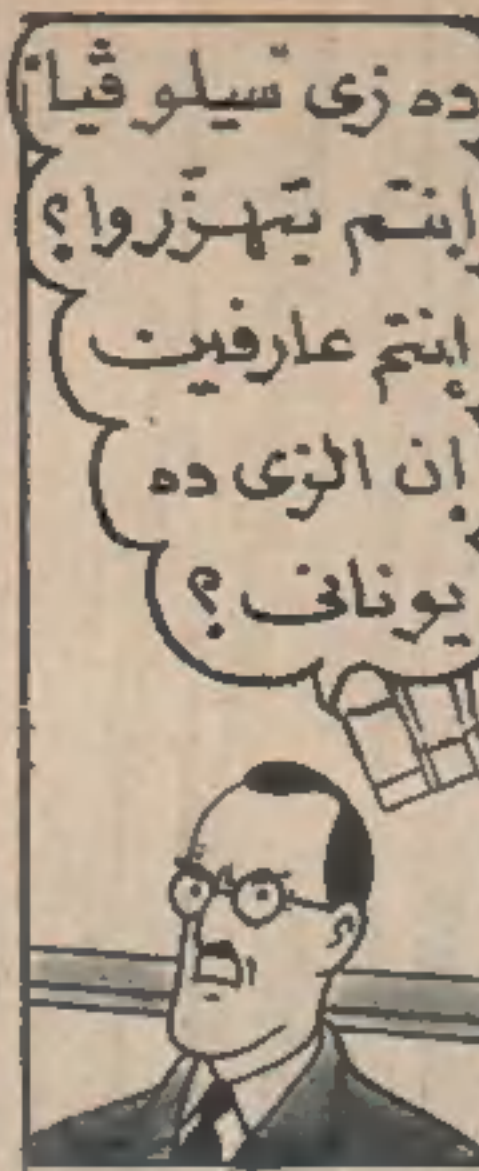 ده زى سيلوڤيا
إنتم بتهزروا؟
إنتم عارفين
إن الزى ده
يونانى؟